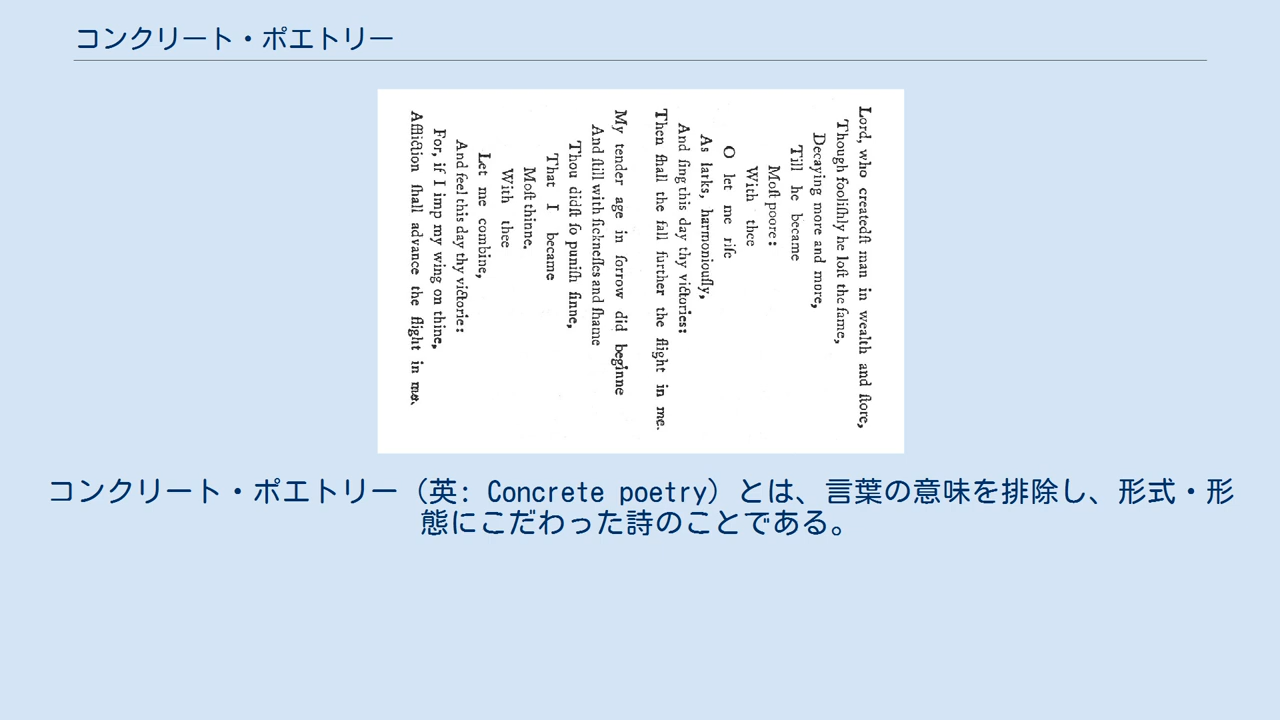 コンクリート・ポエトリー
Lord, who createdſt man in wealth and ſtore,
Though fooliſhly he loſt the ſame,
Decaying more and more,
Till he became
Moſt poore:
With thee
O let me riſe
As larks, harmoniouſly,
And ſing this day thy victories:
Then ſhall the fall further the flight in me.
My tender age in ſorrow did beginne
And ſtill with ſickneſſes and ſhame
Thou didſt ſo puniſh ſinne,
That I became
Moſt thinne.
With thee
Let me combine,
And feel this day thy victorie:
For, if I imp my wing on thine,
Affliction ſhall advance the flight in me.
コンクリート・ポエトリー（英: Concrete poetry）とは、言葉の意味を排除し、形式・形
態にこだわった詩のことである。